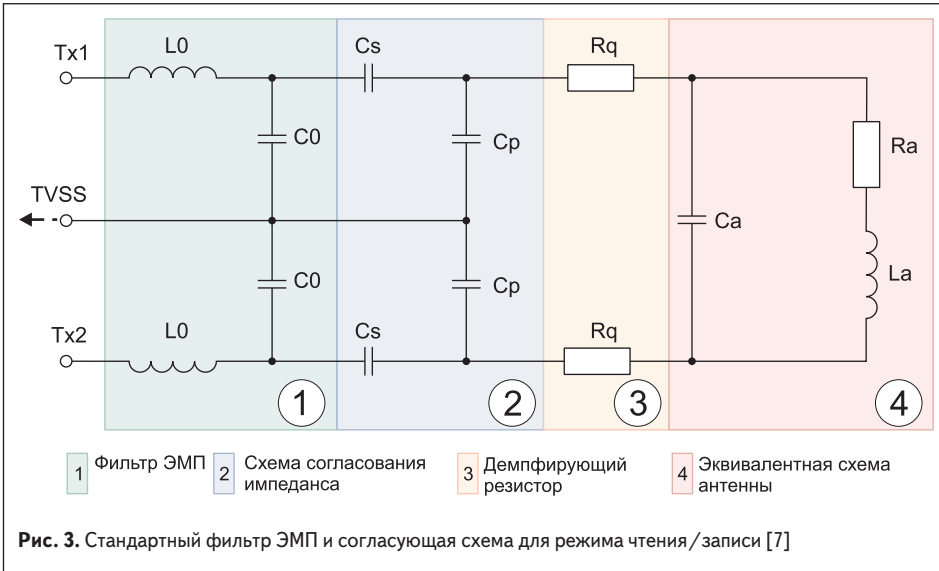 Tx1
L0
Cs
Rq
C0
Cp
Ra
TVSS
Ca
C0
Cp
La
Tx2
L0
Cs
Rq
1
2
3
4
1 Фильтр ЭМП
2 Схема согласования
импеданса
3 Демпфирующий
резистор
4 Эквивалентная схема
антенны
Рис. 3. Стандартный фильтр ЭМП и согласующая схема для режима чтения/записи [7]